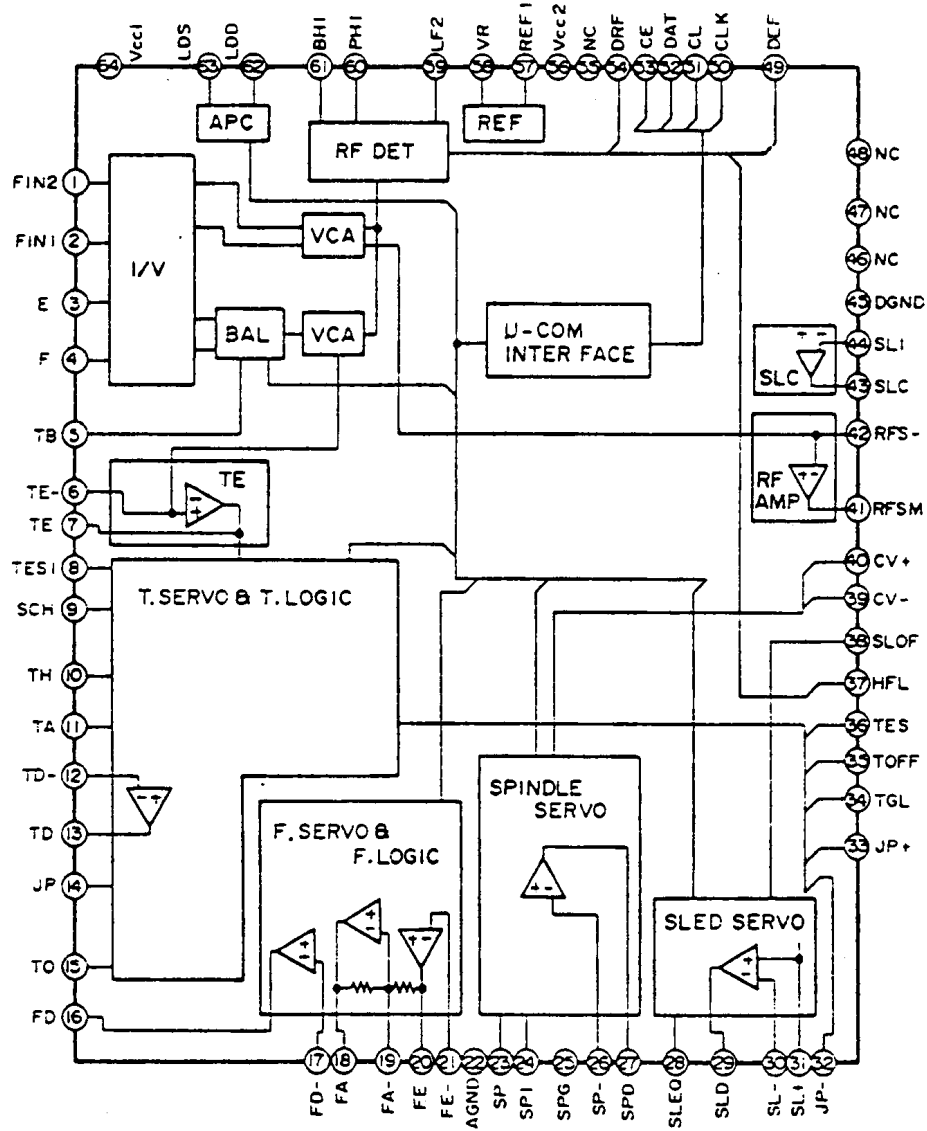 Vcc1
LDS
LDD
BH1
PH1
LF2
VR
REF1
Vcc2
NC
DRF
CE
DAT
CL
CLK
DEF
64
63
62
61
60
59
58
57
56
55
54
53
52
51
50
49
APC
RF DET
REF
FIN2 1
FIN1 2
E 3
F 4
TB 5
TE- 6
TE 7
TES1 8
SCH 9
TH 10
TA 11
TD- 12
TD 13
JP 14
TO 15
FD 16
I/V
VCA
BAL
VCA
U-COM
INTER FACE
48 NC
47 NC
46 NC
45 DGND
44 SLI
43 SLC
42 RFS-
41 RFSM
40 CV+
39 CV-
38 SLOF
37 HFL
36 TES
35 TOFF
34 TGL
33 JP+
+ -
SLC
+ -
RF
AMP
TE
-
+
T.SERVO & T.LOGIC
- +
F. SERVO &
F. LOGIC
+
-
+
-
+ -
SPINDLE
SERVO
+ -
SLED SERVO
+
-
17
18
19
20
21
22
23
24
25
26
27
28
29
30
31
32
FD-
FA
FA-
FE
FE-
AGND
SP
SPI
SPG
SP-
SPD
SLEQ
SLD
SL-
SL+
JP-